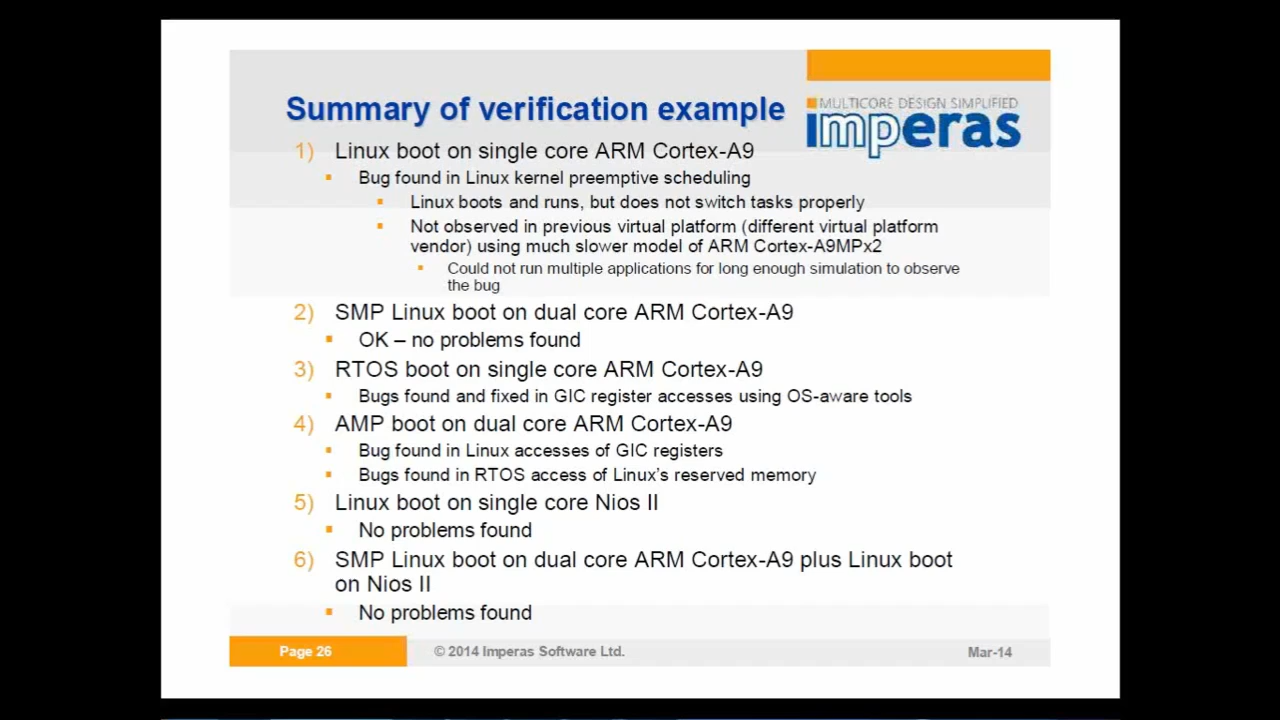 Summary of verification example
MULTICORE DESIGN SIMPLIFIED
imperas
1) Linux boot on single core ARM Cortex-A9
▪ Bug found in Linux kernel preemptive scheduling
▪ Linux boots and runs, but does not switch tasks properly
▪ Not observed in previous virtual platform (different virtual platform
vendor) using much slower model of ARM Cortex-A9MPx2
▪ Could not run multiple applications for long enough simulation to observe
the bug
2) SMP Linux boot on dual core ARM Cortex-A9
▪ OK – no problems found
3) RTOS boot on single core ARM Cortex-A9
▪ Bugs found and fixed in GIC register accesses using OS-aware tools
4) AMP boot on dual core ARM Cortex-A9
▪ Bug found in Linux accesses of GIC registers
▪ Bugs found in RTOS access of Linux's reserved memory
5) Linux boot on single core Nios II
▪ No problems found
6) SMP Linux boot on dual core ARM Cortex-A9 plus Linux boot
on Nios II
▪ No problems found
Page 26
© 2014 Imperas Software Ltd.
Mar-14